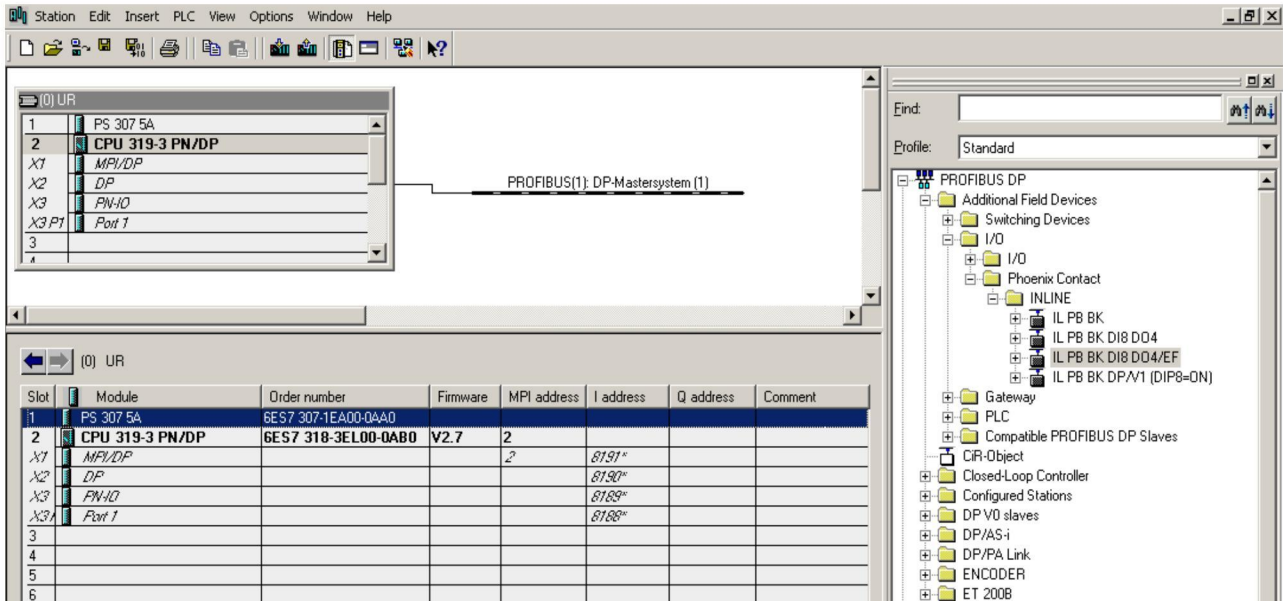 Station Edit Insert PLC View Options Window Help
(0) UR
1 PS 307 5A
2 CPU 319-3 PN/DP
X1 MPI/DP
X2 DP
X3 PN-IO
X3 P1 Port 1
3
PROFIBUS(1): DP-Mastersystem (1)
(0) UR
Slot Module Order number Firmware MPI address I address Q address Comment
1 PS 307 5A 6ES7 307-1EA00-0AA0
2 CPU 319-3 PN/DP 6ES7 318-3EL00-0AB0 V2.7 2
X1 MPI/DP 2 8191*
X2 DP 8190*
X3 PN-IO 8189*
X3 Port 1 8188*
3
4
5
6
Find:
Profile: Standard
PROFIBUS DP
Additional Field Devices
Switching Devices
I/O
I/O
Phoenix Contact
INLINE
IL PB BK
IL PB BK DI8 DO4
IL PB BK DI8 DO4/EF
IL PB BK DP/V1 (DIP8=ON)
Gateway
PLC
Compatible PROFIBUS DP Slaves
CiR-Object
Closed-Loop Controller
Configured Stations
DP V0 slaves
DP/AS-i
DP/PA Link
ENCODER
ET 200B